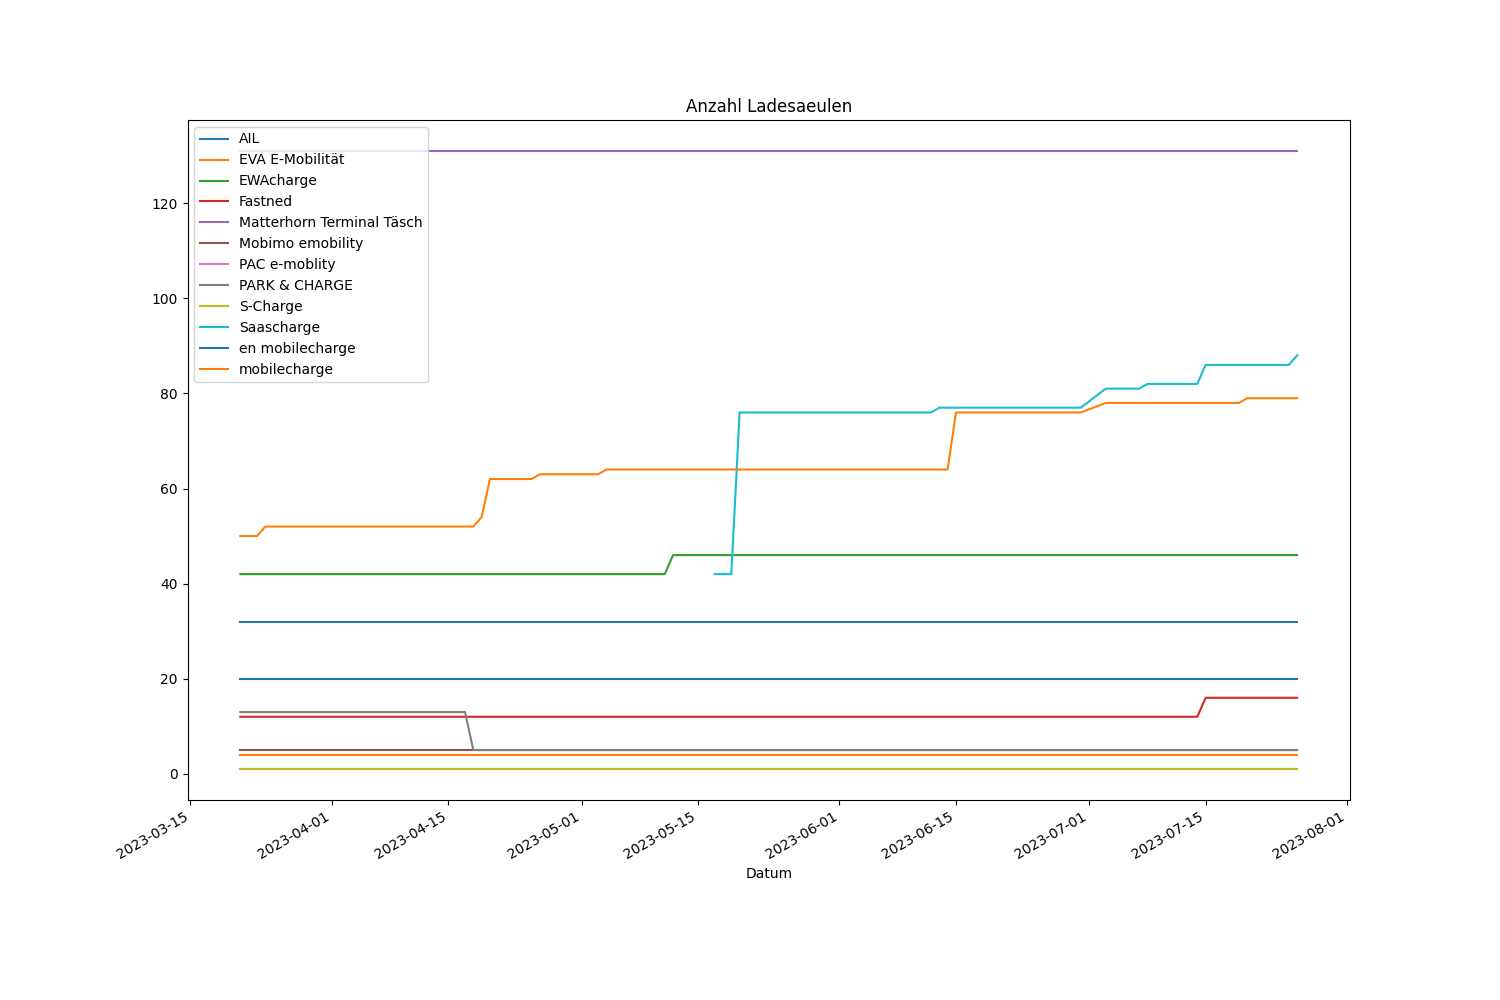 Anzahl Ladesaeulen
AIL
EVA E-Mobilität
EWAcharge
Fastned
Matterhorn Terminal Täsch
Mobimo emobility
PAC e-moblity
PARK & CHARGE
S-Charge
Saascharge
en mobilecharge
mobilecharge
120
100
80
60
40
20
0
2023-03-15
2023-04-01
2023-04-15
2023-05-01
2023-05-15
2023-06-01
2023-06-15
2023-07-01
2023-07-15
2023-08-01
Datum